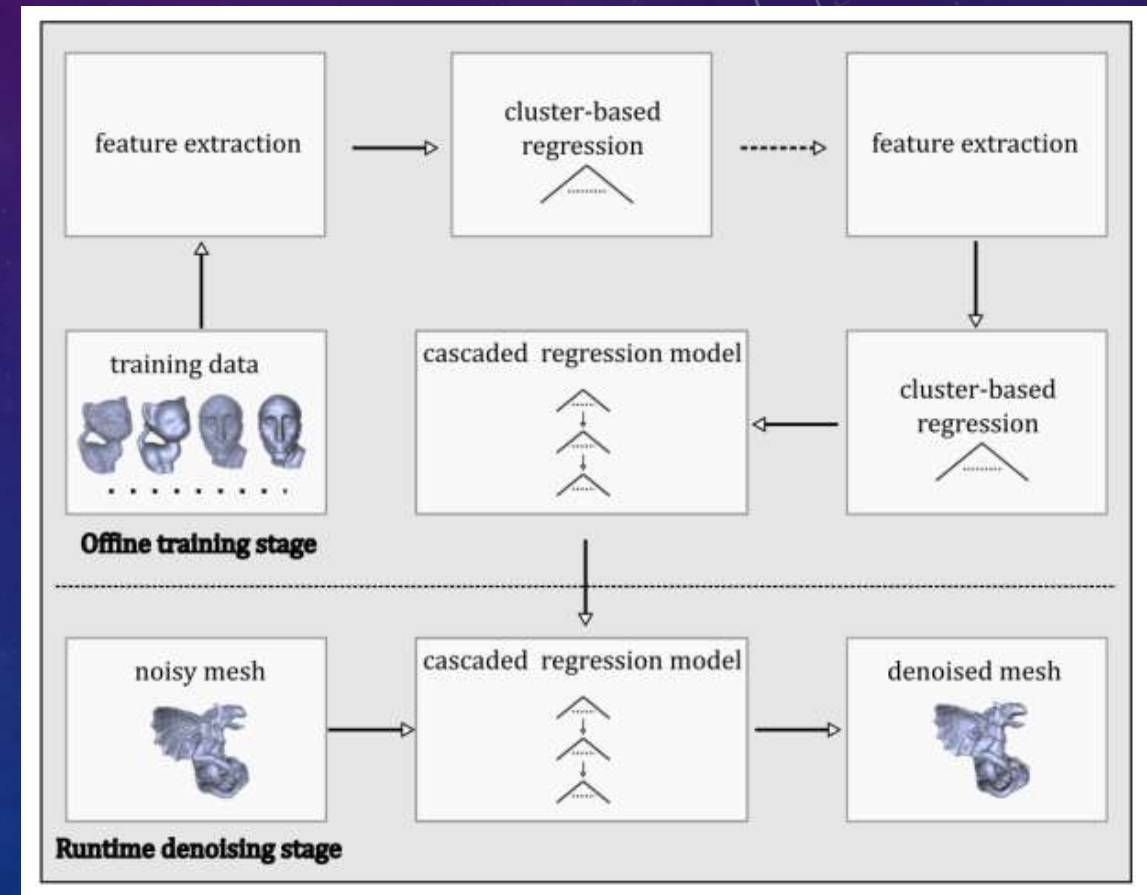 feature extraction
cluster-based
regression
feature extraction
training data
cascaded regression model
cluster-based
regression
Offine training stage
noisy mesh
cascaded regression model
denoised mesh
Runtime denoising stage